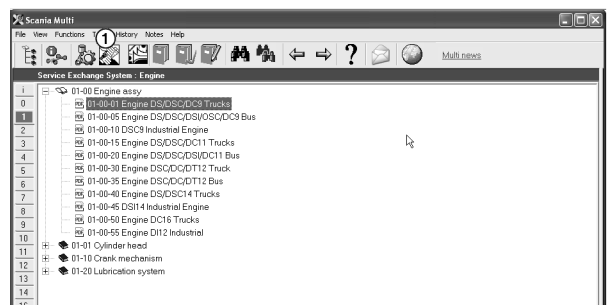 Scania Multi
File View Functions T 1 History Notes Help
Multi news
Service Exchange System : Engine
i
0
1
2
3
4
5
6
7
8
9
10
11
12
13
14
01-00 Engine assy
01-00-01 Engine DS/DSC/DC9 Trucks
01-00-05 Engine DS/DSC/DSI/OSC/DC9 Bus
01-00-10 DSC9 Industrial Engine
01-00-15 Engine DS/DSC/DC11 Trucks
01-00-20 Engine DS/DSC/DSI/DC11 Bus
01-00-30 Engine DSC/DC/DT12 Truck
01-00-35 Engine DSC/DC/DT12 Bus
01-00-40 Engine DS/DSC14 Trucks
01-00-45 DSI14 Industrial Engine
01-00-50 Engine DC16 Trucks
01-00-55 Engine DI12 Industrial
01-01 Cylinder head
01-10 Crank mechanism
01-20 Lubrication system